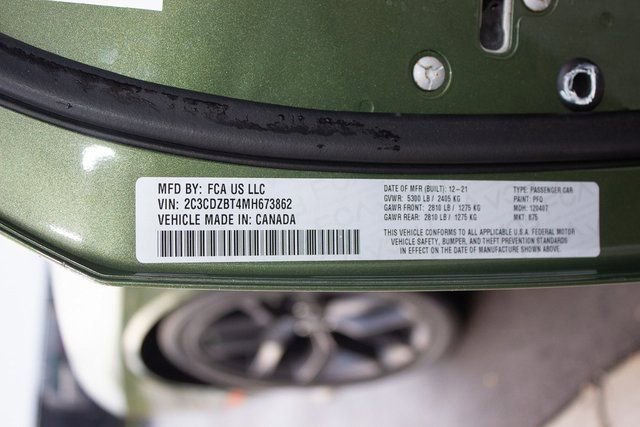 MFD BY: FCA US LLC
VIN: 2C3CDZBT4MH673862
VEHICLE MADE IN: CANADA
DATE OF MFR (BUILT): 12-21
GVWR: 5300 LB / 2405 KG
GAWR FRONT: 2810 LB / 1275 KG
GAWR REAR: 2810 LB / 1275 KG
TYPE: PASSENGER CAR
PAINT: PFQ
MDH: 120407
MKT: 875
THIS VEHICLE CONFORMS TO ALL APPLICABLE U.S.A. FEDERAL MOTOR
VEHICLE SAFETY, BUMPER, AND THEFT PREVENTION STANDARDS
IN EFFECT ON THE DATE OF MANUFACTURE SHOWN ABOVE.